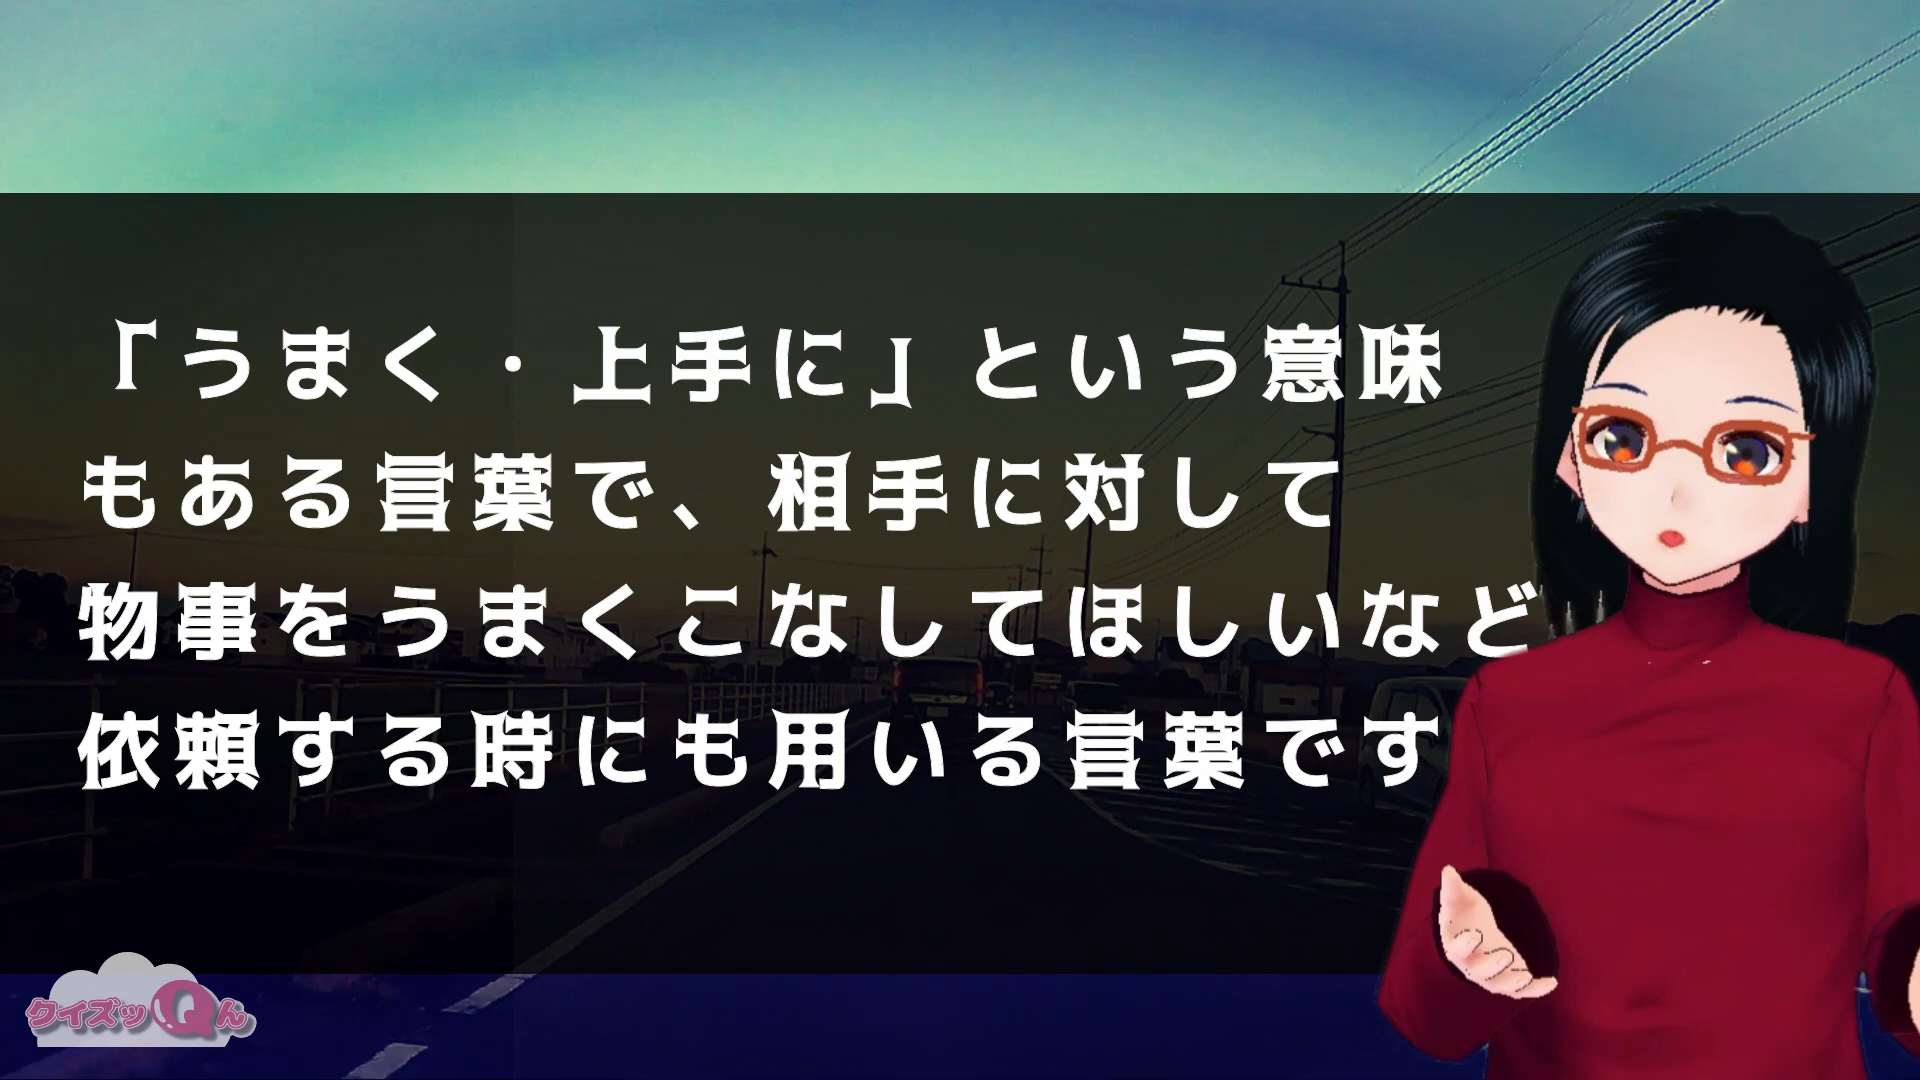 「うまく・上手に」という意味
もある言葉で、相手に対して
物事をうまくこなしてほしいなど
依頼する時にも用いる言葉です
クイズッQん